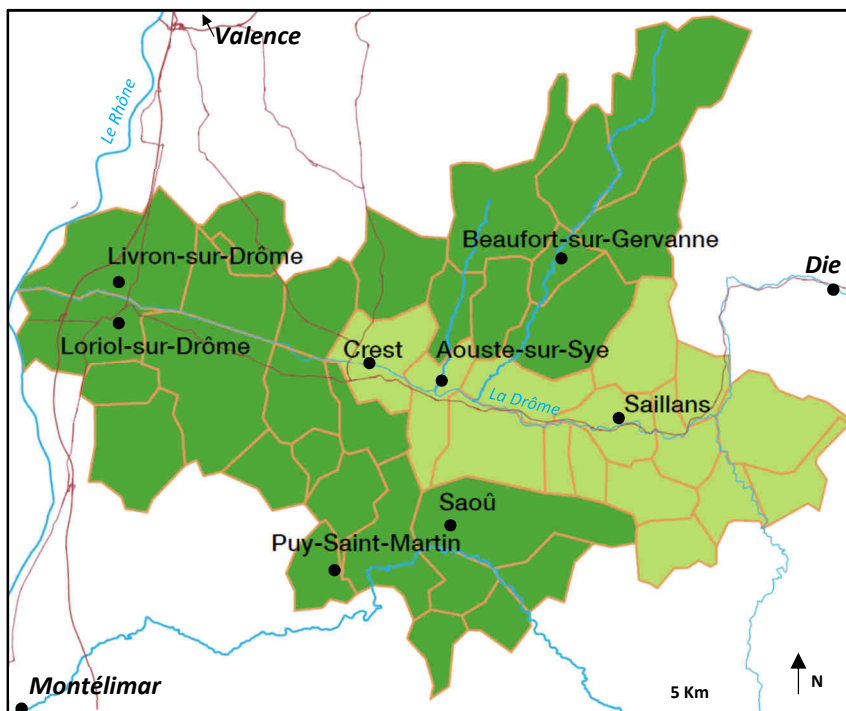 Valence
Le Rhône
Beaufort-sur-Gervanne
Livron-sur-Drôme
Die
Loriol-sur-Drôme
Crest
Aouste-sur-Sye
La Drôme
Saillans
Saoû
Puy-Saint-Martin
Montélimar
5 Km
N